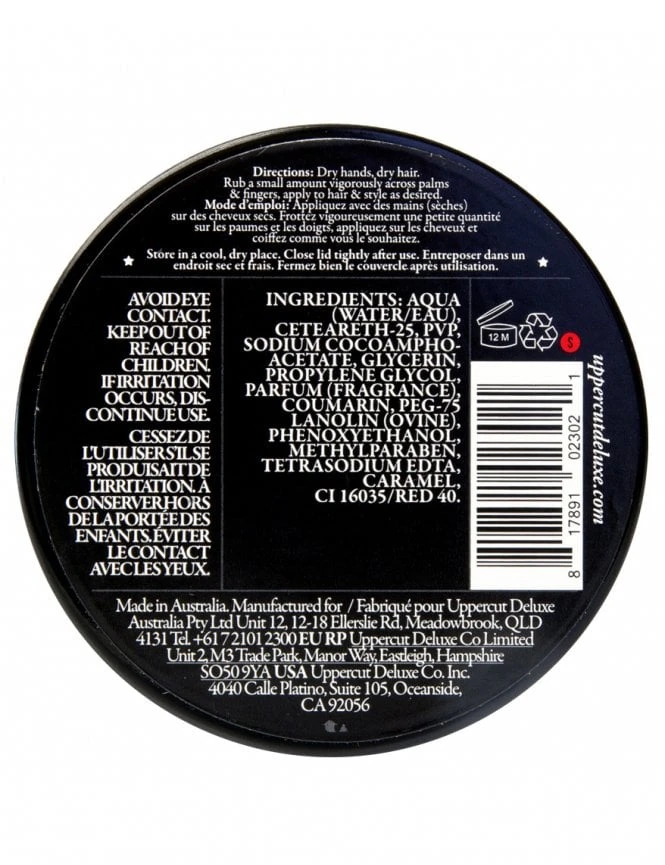 Directions: Dry hands, dry hair.
Rub a small amount vigorously across palms
& fingers, apply to hair & style as desired.
Mode d'emploi: Appliquez avec des mains (sèches)
sur des cheveux secs. Frottez vigoureusement une petite quantité
sur les paumes et les doigts, appliquez sur les cheveux et
coiffez comme vous le souhaitez.
Store in a cool, dry place. Close lid tightly after use. Entreposer dans un
endroit sec et frais. Fermez bien le couvercle après utilisation.
AVOID EYE
CONTACT.
KEEP OUT OF
REACH OF
CHILDREN.
IF IRRITATION
OCCURS, DIS-
CONTINUE USE.
CESSEZ DE
L'UTILISER S'IL SE
PRODUISAIT DE
L'IRRITATION. À
CONSERVER HORS
DE LA PORTÉE DES
ENFANTS. ÉVITER
LE CONTACT
AVEC LES YEUX.
INGREDIENTS: AQUA
(WATER/EAU),
CETEARETH-25, PVP,
SODIUM COCOAMPHO-
ACETATE, GLYCERIN,
PROPYLENE GLYCOL,
PARFUM (FRAGRANCE),
COUMARIN, PEG-75
LANOLIN (OVINE),
PHENOXYETHANOL,
METHYLPARABEN,
TETRASODIUM EDTA,
CARAMEL,
CI 16035/RED 40.
12 M
S
8 17891 02302 1
uppercutdeluxe.com
Made in Australia. Manufactured for / Fabriqué pour Uppercut Deluxe
Australia Pty Ltd Unit 12, 12-18 Ellerslie Rd, Meadowbrook, QLD
4131 Tel. +61 7 2101 2300 EU RP Uppercut Deluxe Co Limited
Unit 2, M3 Trade Park, Manor Way, Eastleigh, Hampshire
SO50 9YA USA Uppercut Deluxe Co. Inc.
4040 Calle Platino, Suite 105, Oceanside,
CA 92056